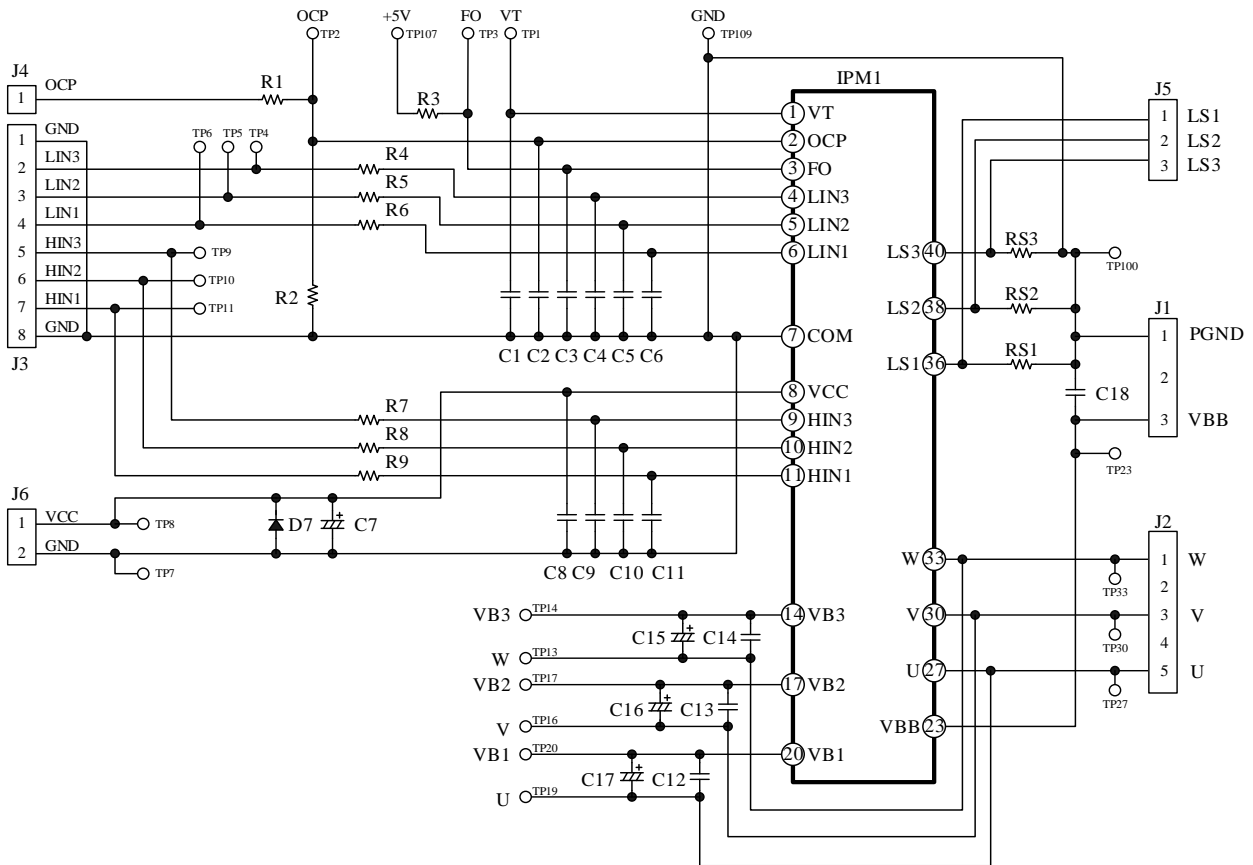 OCP +5V FO VT GND
TP2 TP107 TP3 TP1 TP109
J4 OCP R1 R3 IPM1 J5
1
J3
1 GND
2 LIN3
3 LIN2
4 LIN1
5 HIN3
6 HIN2
7 HIN1
8 GND
TP6 TP5 TP4
R4
R5
R6
TP9
TP10
TP11
R2
C1 C2 C3 C4 C5 C6
1 VT
2 OCP
3 FO
4 LIN3
5 LIN2
6 LIN1
7 COM
8 VCC
9 HIN3
10 HIN2
11 HIN1
1 LS1
2 LS2
3 LS3
LS3 40 RS3 TP100
LS2 38 RS2
LS1 36 RS1
J1
1 PGND
2
3 VBB
C18
TP23
R7
R8
R9
J6
1 VCC TP8
2 GND TP7
D7 + C7
C8 C9 C10 C11
J2
1 W
2
3 V
4
5 U
W 33 TP33
V 30 TP30
U 27 TP27
VBB 23
VB3 TP14 C15 + C14 14 VB3
W TP13
VB2 TP17 C16 + C13 17 VB2
V TP16
VB1 TP20 C17 + C12 20 VB1
U TP19